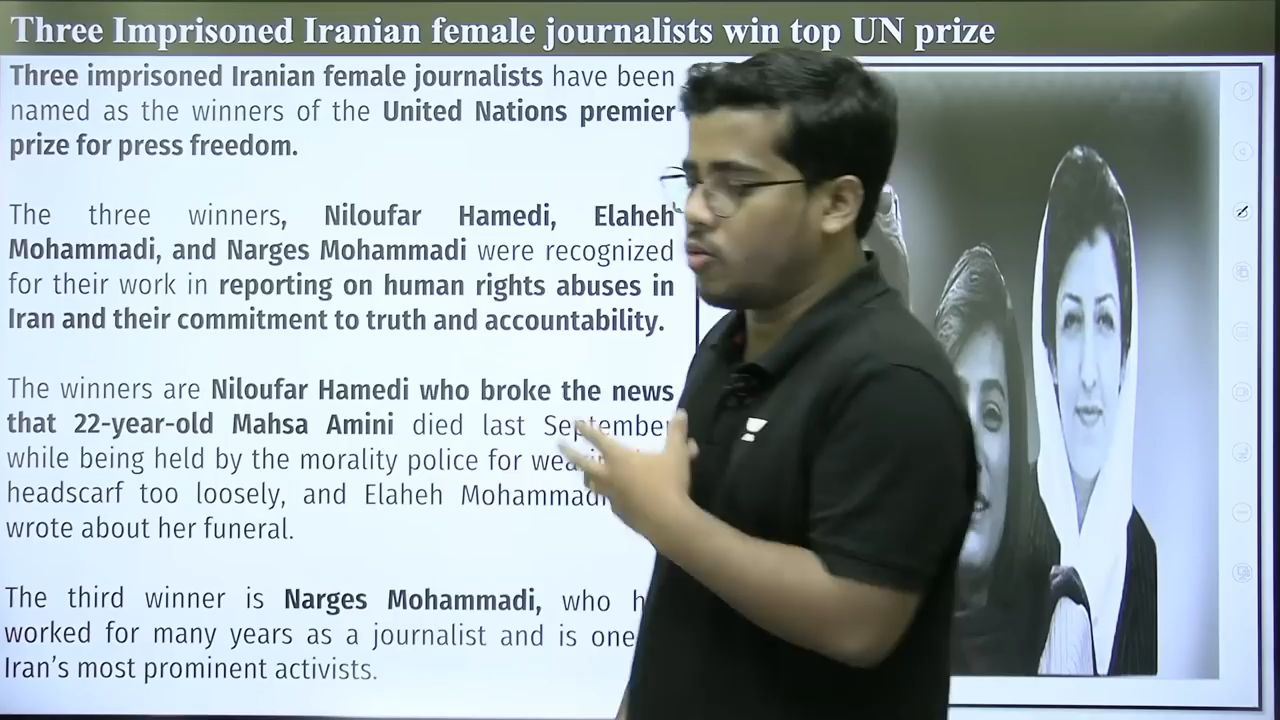 Three Imprisoned Iranian female journalists win top UN prize
Three imprisoned Iranian female journalists have been
named as the winners of the United Nations premier
prize for press freedom.
The three winners, Niloufar Hamedi, Elaheh
Mohammadi, and Narges Mohammadi were recognized
for their work in reporting on human rights abuses in
Iran and their commitment to truth and accountability.
The winners are Niloufar Hamedi who broke the news
that 22-year-old Mahsa Amini died last September
while being held by the morality police for
headscarf too loosely, and Elaheh Mohammadi
wrote about her funeral.
The third winner is Narges Mohammadi, who
worked for many years as a journalist and is one
Iran's most prominent activists.